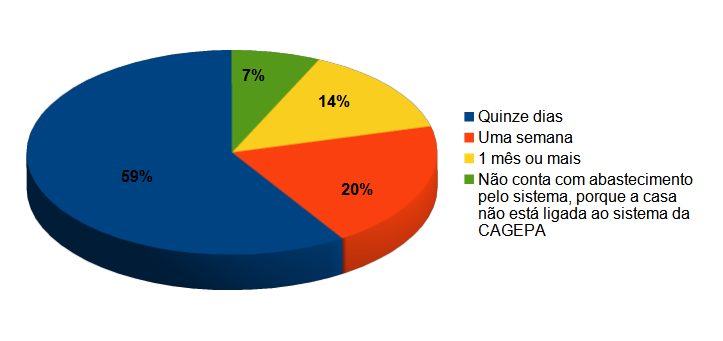 7%
14%
59%
20%
Quinze dias
Uma semana
1 mês ou mais
Não conta com abastecimento
pelo sistema, porque a casa
não está ligada ao sistema da
CAGEPA